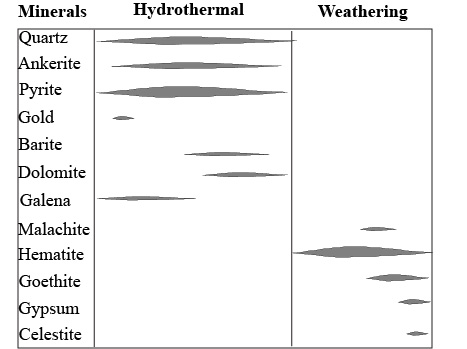 Minerals Hydrothermal Weathering
Quartz
Ankerite
Pyrite
Gold
Barite
Dolomite
Galena
Malachite
Hematite
Goethite
Gypsum
Celestite